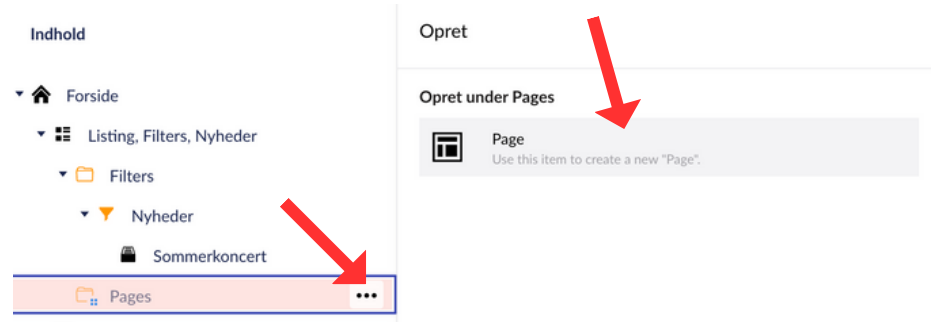 Indhold
Forside
Listing, Filters, Nyheder
Filters
Nyheder
Sommerkoncert
Pages
Opret
Opret under Pages
Page
Use this item to create a new "Page".